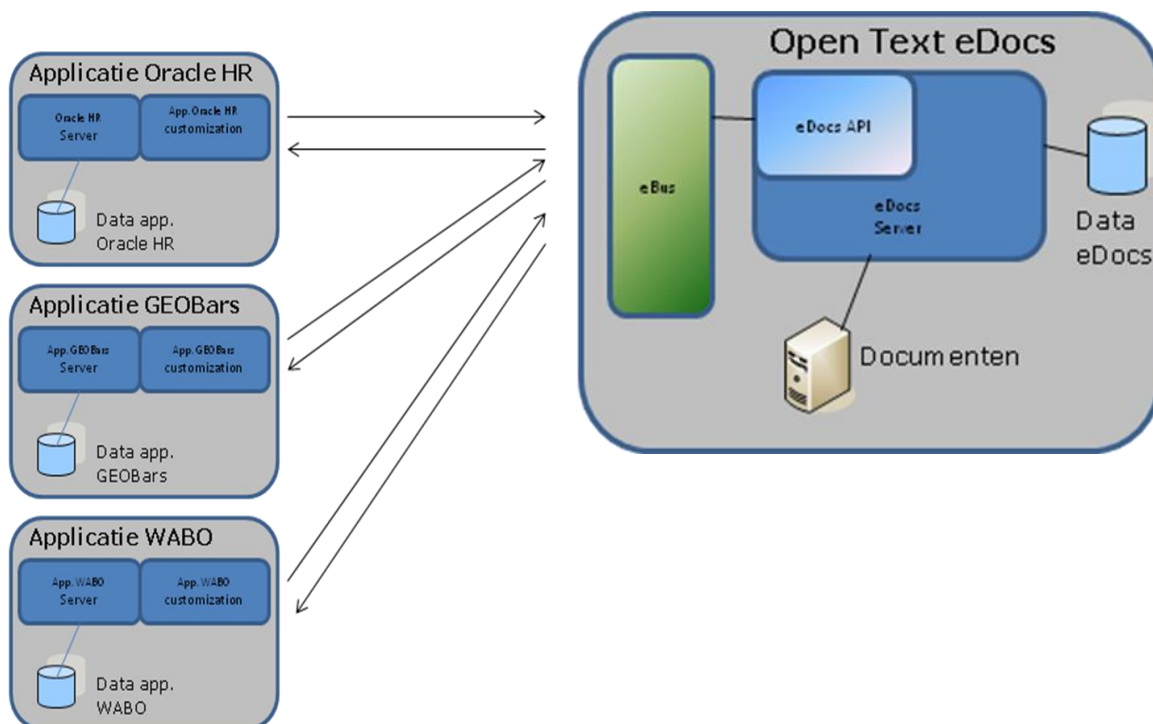 Applicatie Oracle HR
Oracle HR
Server
App. Oracle HR
customization
Data app.
Oracle HR
Applicatie GEOBars
App. GEOBars
Server
App. GEOBars
customization
Data app.
GEOBars
Applicatie WABO
App. WABO
Server
App. WABO
customization
Data app.
WABO
Open Text eDocs
eBus
eDocs API
eDocs
Server
Data
eDocs
Documenten